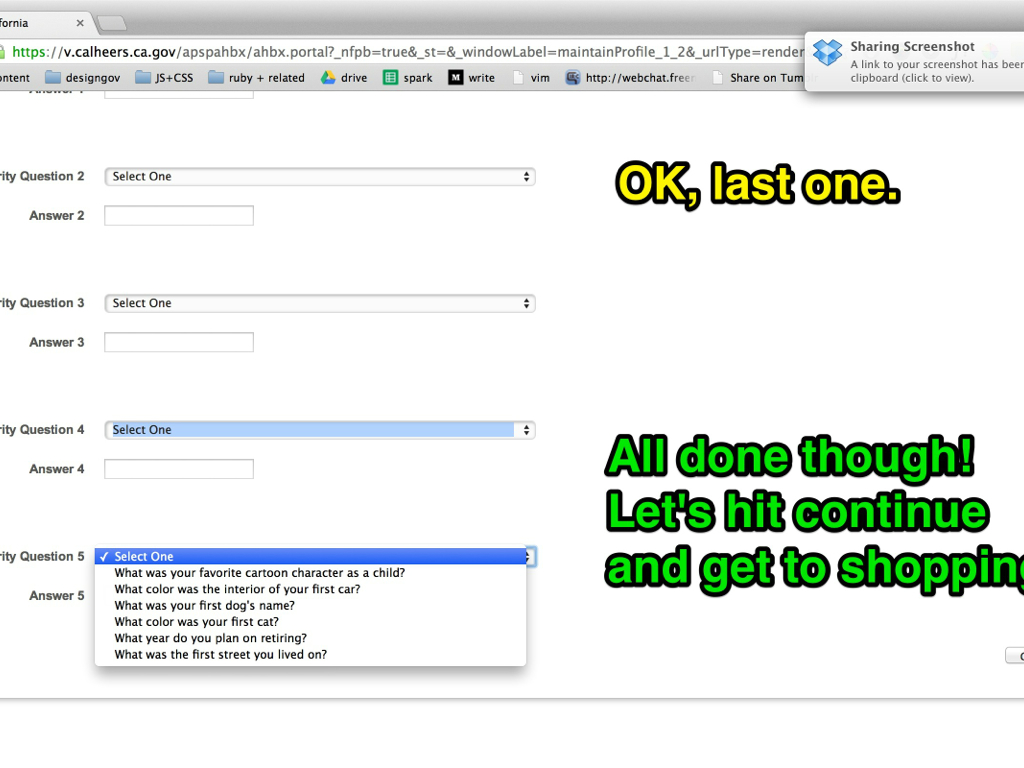 fornia
https://v.calheers.ca.gov/apspahbx/ahbx.portal?_nfpb=true&_st=&_windowLabel=maintainProfile_1_2&_urlType=render
Sharing Screenshot
A link to your screenshot has been
clipboard (click to view).
ontent designgov JS+CSS ruby + related drive spark write vim http://webchat.freen Share on Tum
rity Question 2 Select One
OK, last one.
Answer 2
rity Question 3 Select One
Answer 3
rity Question 4 Select One
Answer 4
All done though!
Let's hit continue
and get to shopping
rity Question 5 ✓ Select One
What was your favorite cartoon character as a child?
What color was the interior of your first car?
Answer 5
What was your first dog's name?
What color was your first cat?
What year do you plan on retiring?
What was the first street you lived on?